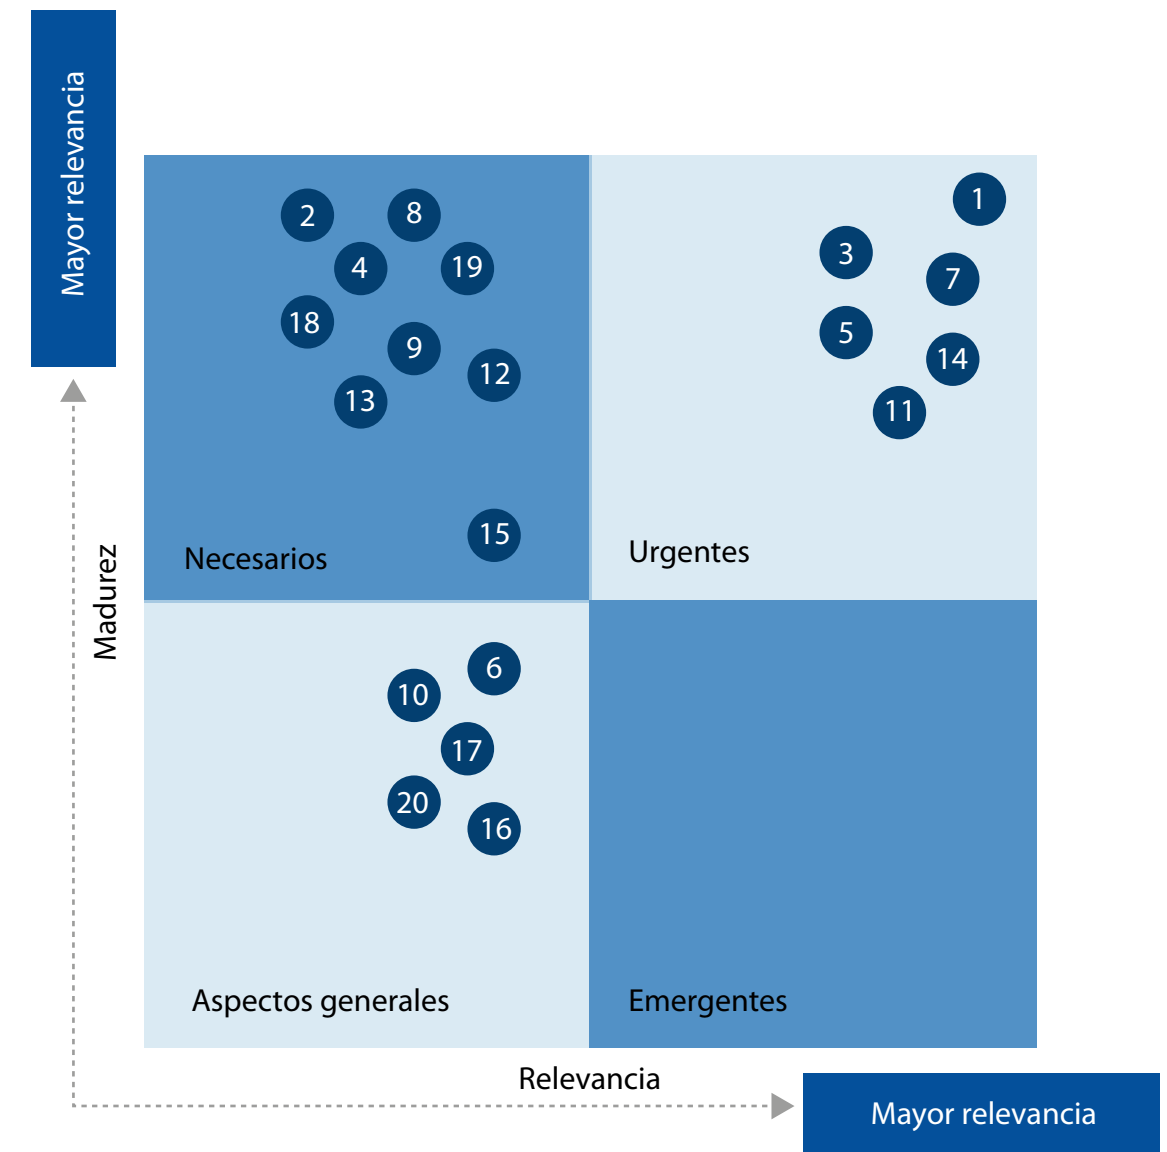 Mayor relevancia
1
2
8
3
4
19
7
18
5
9
14
12
13
11
15
Necesarios
Urgentes
Madurez
6
10
17
20
16
Aspectos generales
Emergentes
Relevancia
Mayor relevancia